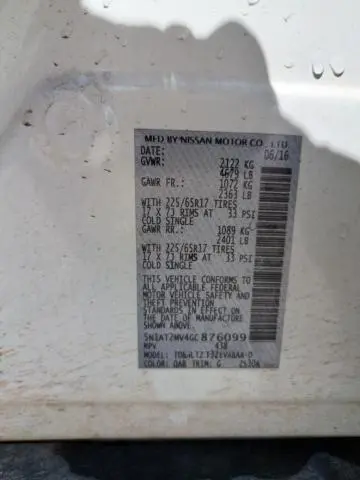 MFD BY NISSAN MOTOR CO., LTD.
DATE: 06/16
GVWR: 2122 KG
4679 LB
GAWR FR.: 1072 KG
2363 LB
WITH 225/65R17 TIRES
17 X 7J RIMS AT 33 PSI
COLD SINGLE
GAWR RR.: 1089 KG
2401 LB
WITH 225/65R17 TIRES
17 X 7J RIMS AT 33 PSI
COLD SINGLE
THIS VEHICLE CONFORMS TO
ALL APPLICABLE FEDERAL
MOTOR VEHICLE SAFETY,
BUMPER, AND
THEFT PREVENTION
STANDARDS IN EFFECT ON THE
DATE OF MANUFACTURE
SHOWN ABOVE.
5N1AT2MV4GC876099
MPV 438
MODEL:
COLOR: QAB TRIM: G